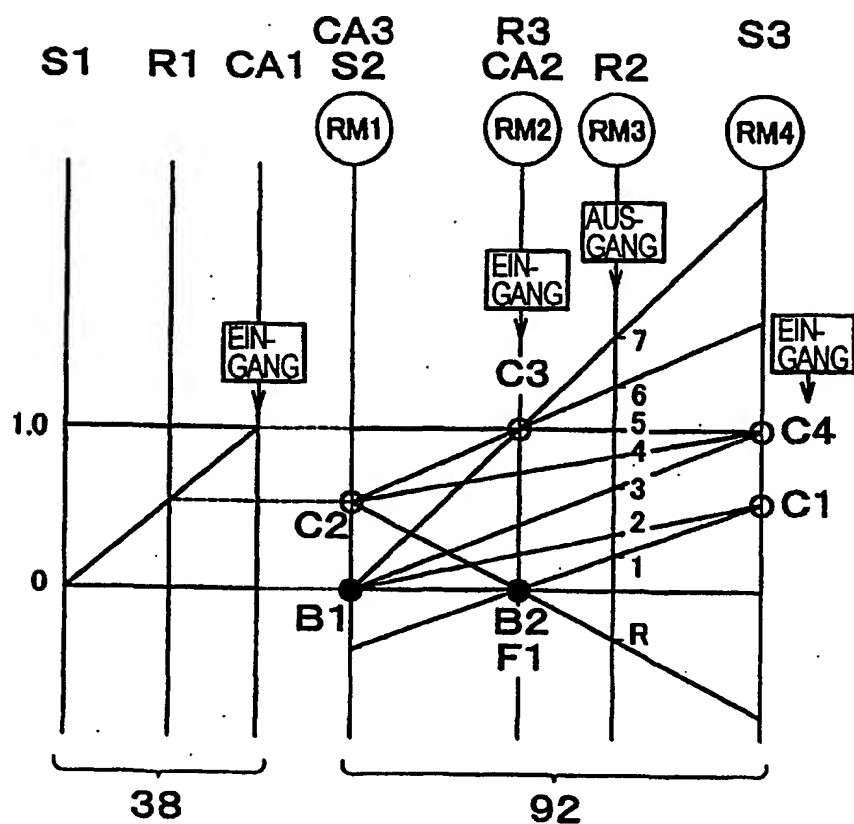 S1 R1 CA1 CA3 R3 R2 S3
S2 CA2
RM1 RM2 RM3 RM4
AUS-
GANG
EIN-
GANG
EIN-
GANG
EIN-
GANG
7
6
C3
1.0
5
C4
4
3
C2
C1
2
1
0
B1
B2
F1
R
38
92